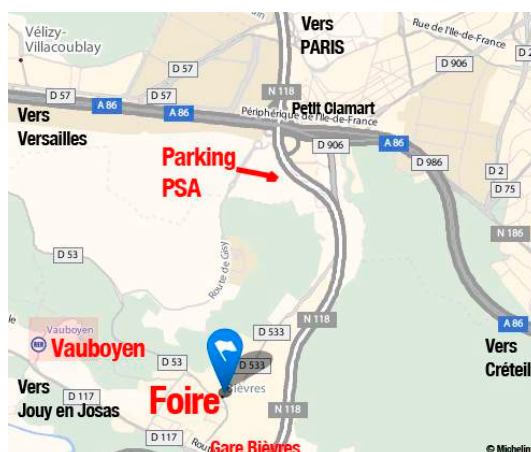 Vélizy-
Villacoublay
Vers
PARIS
Rue de l'Ile-de-France
D 57
D 57
N 118
D 906
D 2
A 86
A 86
Petit Clamart
Périphérique de l'Ile-de-France
Vers
Versailles
D 906
D 986
A 86
Parking
PSA
D 2
D 75
N 186
D 53
Route de Gisy
N 118
A 86
Vauboyen
RER
Vauboyen
D 533
D 53
D 533
Vers
Créteil
Vers
Jouy en Josas
Foire
Bièvres
D 117
D 117
N 118
Gare Bièvres
© Michelin